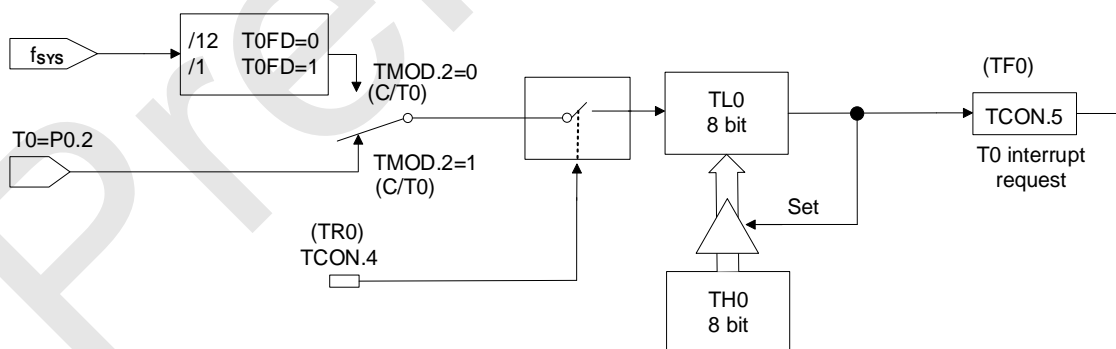 fSYS
/12 T0FD=0
/1 T0FD=1
TMOD.2=0
(C/T0)
T0=P0.2
TMOD.2=1
(C/T0)
(TR0)
TCON.4
TL0
8 bit
Set
TH0
8 bit
(TF0)
TCON.5
T0 interrupt
request